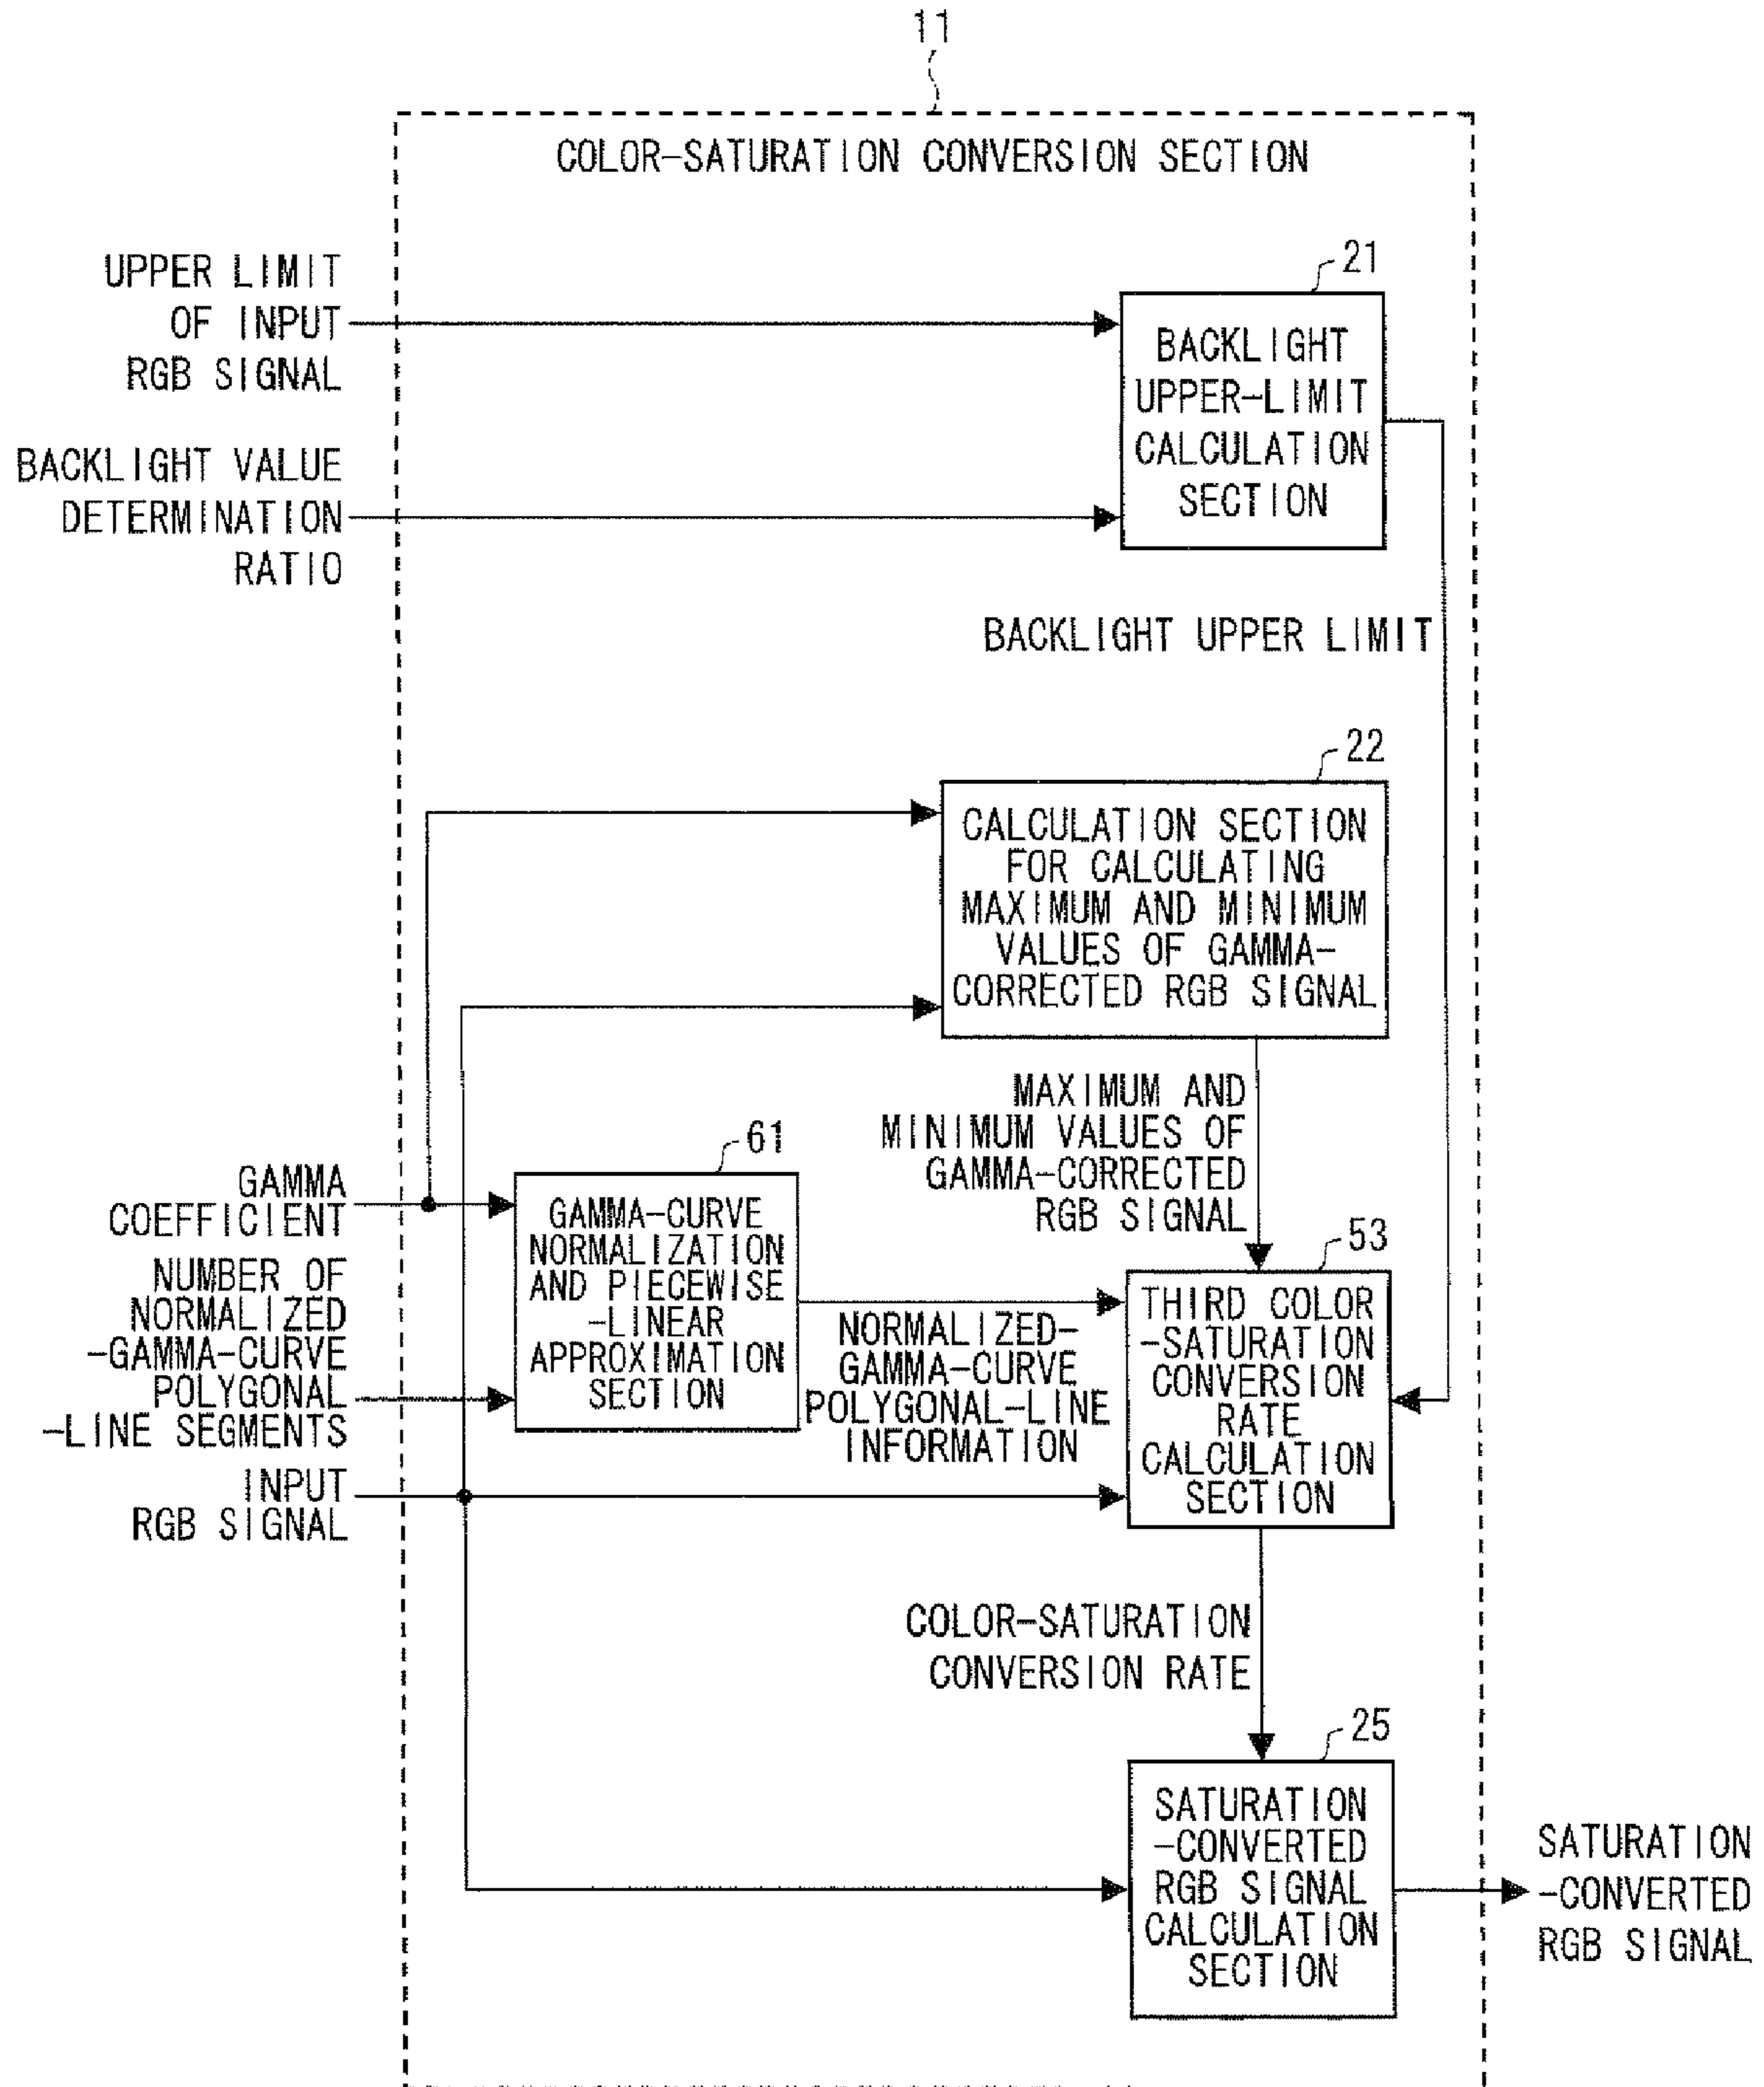 11
COLOR-SATURATION CONVERSION SECTION
UPPER LIMIT
OF INPUT
RGB SIGNAL
BACKLIGHT VALUE
DETERMINATION
RATIO
21
BACKLIGHT
UPPER-LIMIT
CALCULATION
SECTION
BACKLIGHT UPPER LIMIT
22
CALCULATION SECTION
FOR CALCULATING
MAXIMUM AND MINIMUM
VALUES OF GAMMA-
CORRECTED RGB SIGNAL
MAXIMUM AND
MINIMUM VALUES OF
GAMMA-CORRECTED
RGB SIGNAL
GAMMA
COEFFICIENT
NUMBER OF
NORMALIZED
-GAMMA-CURVE
POLYGONAL
-LINE SEGMENTS
INPUT
RGB SIGNAL
61
GAMMA-CURVE
NORMALIZATION
AND PIECEWISE
-LINEAR
APPROXIMATION
SECTION
NORMALIZED-
GAMMA-CURVE
POLYGONAL-LINE
INFORMATION
53
THIRD COLOR
-SATURATION
CONVERSION
RATE
CALCULATION
SECTION
COLOR-SATURATION
CONVERSION RATE
25
SATURATION
-CONVERTED
RGB SIGNAL
CALCULATION
SECTION
SATURATION
-CONVERTED
RGB SIGNAL